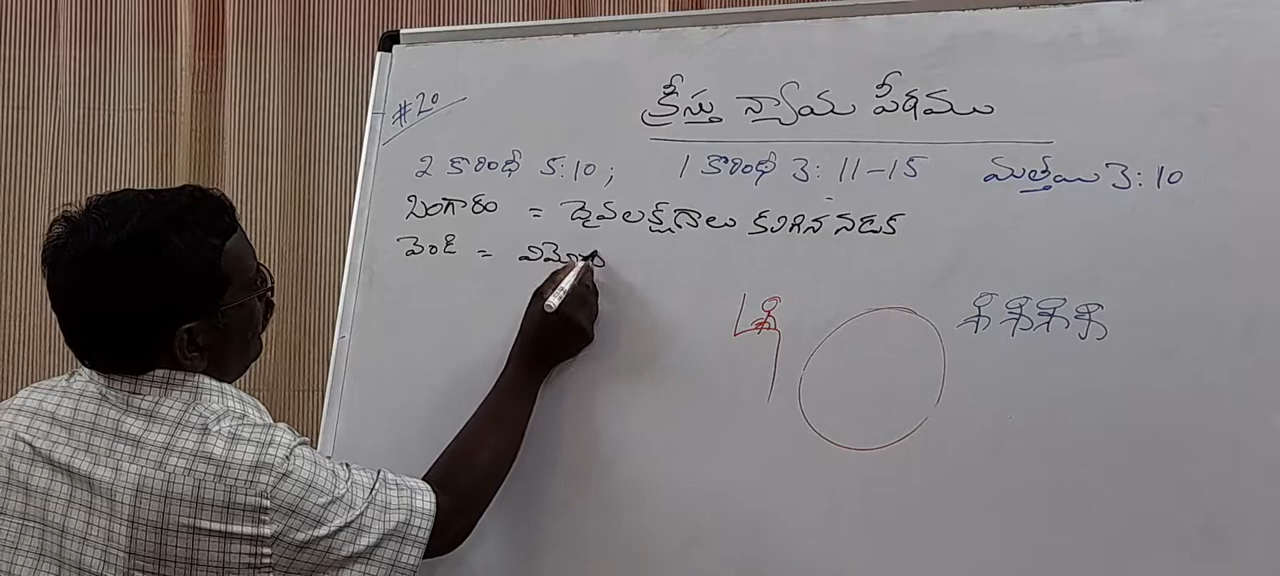 #20
క్రీస్తు న్యాయ పీఠము
2 కొరింథీ 5:10; 1 కొరింథీ 3:11-15 మత్తయి 3:10
బంగారం = దైవలక్షణాలు కలిగిన నడక
వెండి =